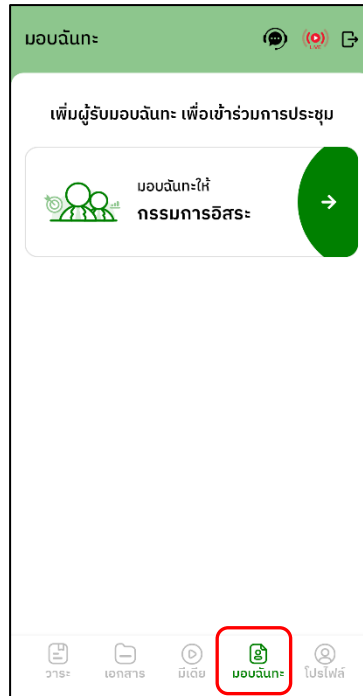 มอบฉันทะ
LIVE
เพิ่มผู้รับมอบฉันทะ เพื่อเข้าร่วมการประชุม
มอบฉันทะให้
กรรมการอิสระ
วาระ เอกสาร มีเดีย มอบฉันทะ โปรไฟล์